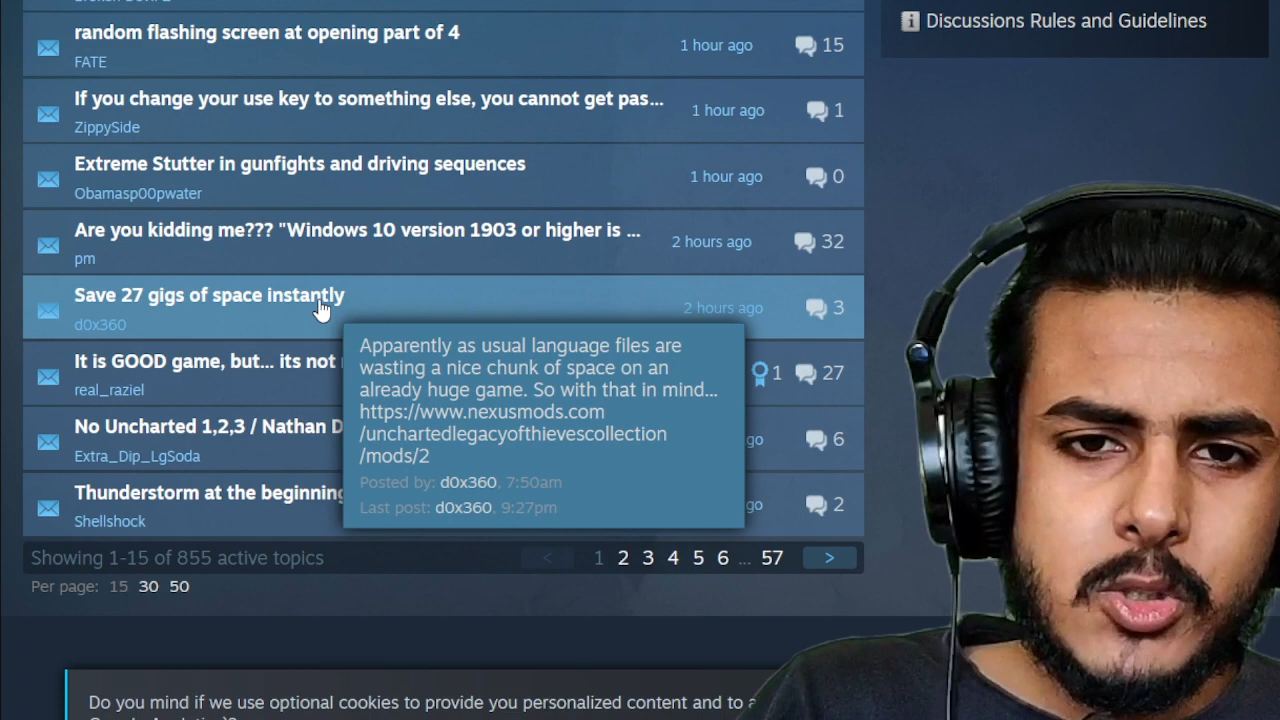 Discussions Rules and Guidelines
random flashing screen at opening part of 4
FATE
1 hour ago
15
If you change your use key to something else, you cannot get pas...
ZippySide
1 hour ago
1
Extreme Stutter in gunfights and driving sequences
Obamasp00pwater
1 hour ago
0
Are you kidding me??? "Windows 10 version 1903 or higher is ...
pm
2 hours ago
32
Save 27 gigs of space instantly
d0x360
2 hours ago
3
Apparently as usual language files are
wasting a nice chunk of space on an
already huge game. So with that in mind...
https://www.nexusmods.com
/unchartedlegacyofthievescollection
/mods/2
Posted by: d0x360, 7:50am
Last post: d0x360, 9:27pm
It is GOOD game, but... its not
real_raziel
1
27
No Uncharted 1,2,3 / Nathan D
Extra_Dip_LgSoda
go
6
Thunderstorm at the beginning
Shellshock
go
2
Showing 1-15 of 855 active topics
< 1 2 3 4 5 6 ... 57 >
Per page: 15 30 50
Do you mind if we use optional cookies to provide you personalized content and to